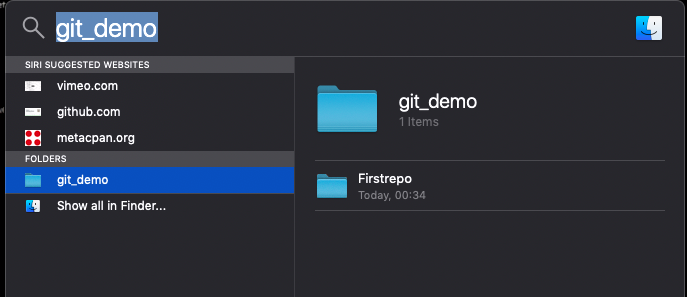 git_demo
SIRI SUGGESTED WEBSITES
vimeo.com
github.com
metacpan.org
FOLDERS
git_demo
Show all in Finder...
git_demo
1 Items
Firstrepo
Today, 00:34